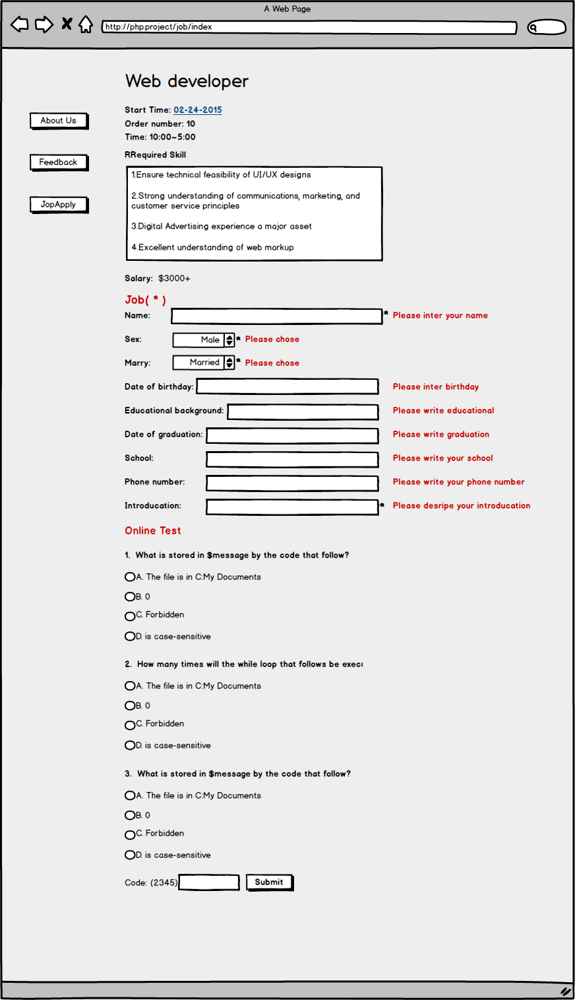 A Web Page
http://php.project/job/index
Web developer
Start Time: 02-24-2015
About Us
Order number: 10
Time: 10:00~5:00
RRequired Skill
Feedback
1.Ensure technical feasibility of UI/UX designs
2.Strong understanding of communications, marketing, and
customer service principles
JopApply
3.Digital Advertising experience a major asset
4.Excellent understanding of web markup
Salary: $3000+
Job( * )
Name: * Please inter your name
Sex: Male * Please chose
Marry: Married * Please chose
Date of birthday: Please inter birthday
Educational background: Please write educational
Date of graduation: Please write graduation
School: Please write your school
Phone number: Please write your phone number
Introducation: * Please desripe your introducation
Online Test
1. What is stored in $message by the code that follow?
A. The file is in C:My Documents
B. 0
C. Forbidden
D. is case-sensitive
2. How many times will the while loop that follows be
A. The file is in C:My Documents
B. 0
C. Forbidden
D. is case-sensitive
3. What is stored in $message by the code that follow?
A. The file is in C:My Documents
B. 0
C. Forbidden
D. is case-sensitive
Code: (2345) Submit